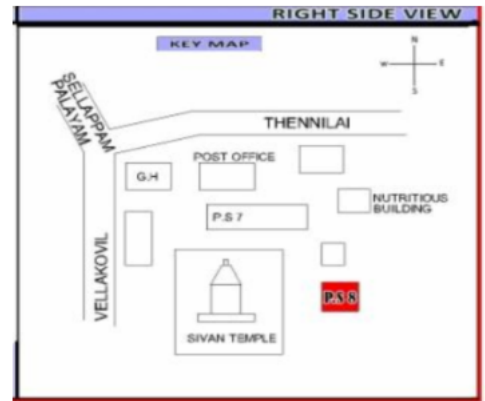 RIGHT SIDE VIEW
KEY MAP
N
W
E
S
SELLAPPAM
PALAYAM
THENNILAI
POST OFFICE
G.H
NUTRITIOUS
BUILDING
P.S 7
VELLAKOVIL
P.S 8
SIVAN TEMPLE